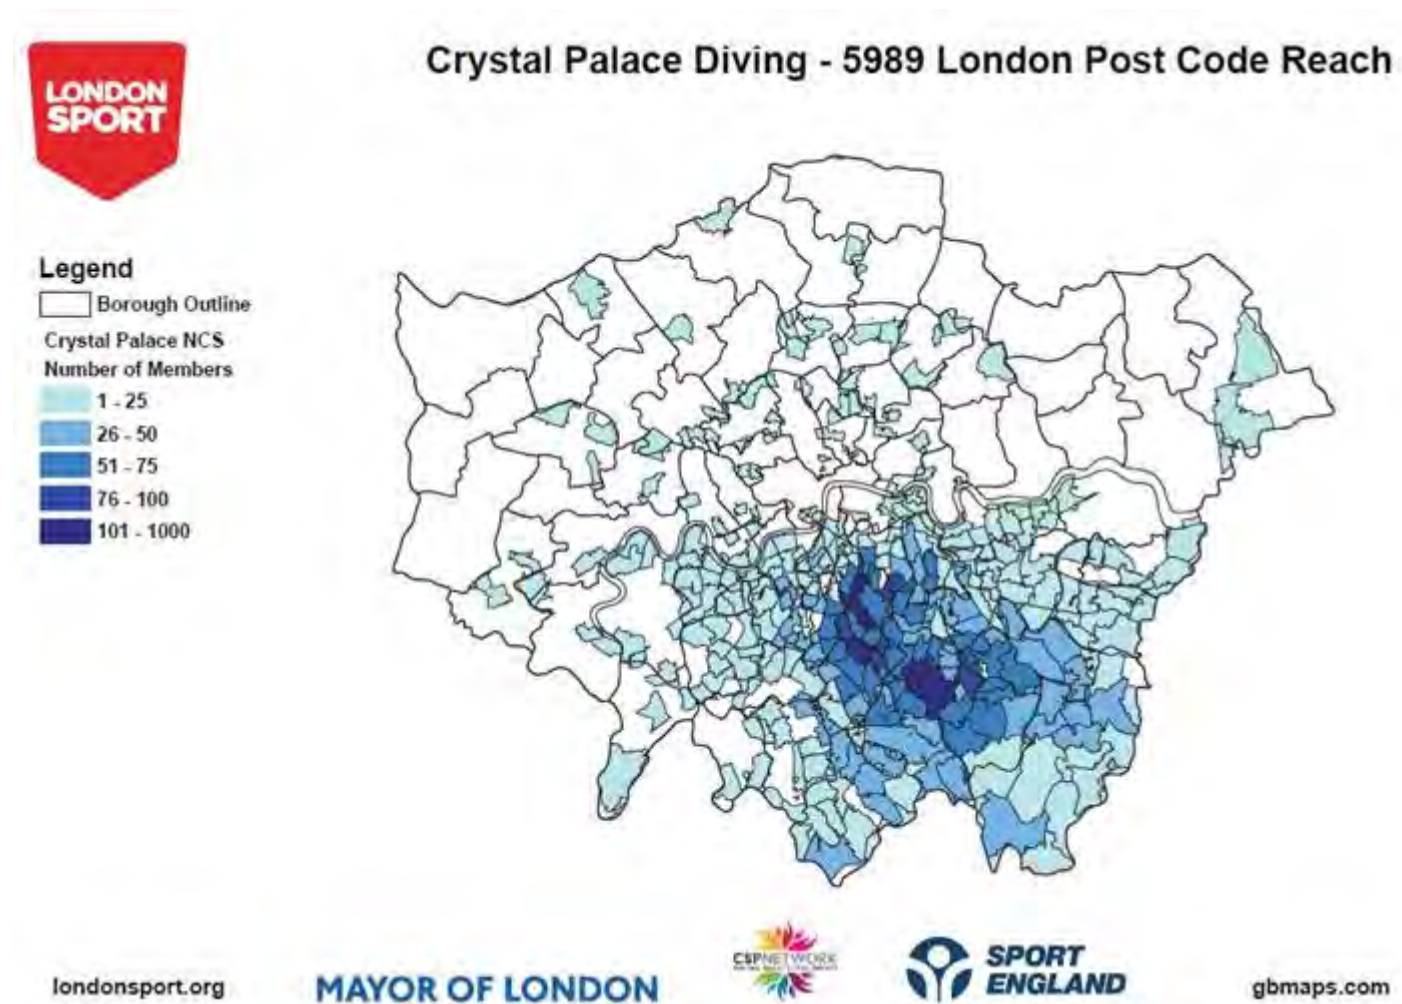 Crystal Palace Diving - 5989 London Post Code Reach
LONDON
SPORT
Legend
Borough Outline
Crystal Palace NCS
Number of Members
1 - 25
26 - 50
51 - 75
76 - 100
101 - 1000
londonsport.org
MAYOR OF LONDON
CSPNETWORK
SPORT
ENGLAND
gbmaps.com